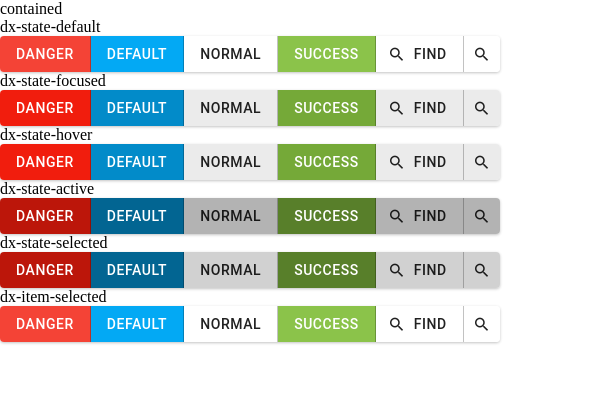 contained
dx-state-default
DANGER DEFAULT NORMAL SUCCESS FIND
dx-state-focused
DANGER DEFAULT NORMAL SUCCESS FIND
dx-state-hover
DANGER DEFAULT NORMAL SUCCESS FIND
dx-state-active
DANGER DEFAULT NORMAL SUCCESS FIND
dx-state-selected
DANGER DEFAULT NORMAL SUCCESS FIND
dx-item-selected
DANGER DEFAULT NORMAL SUCCESS FIND